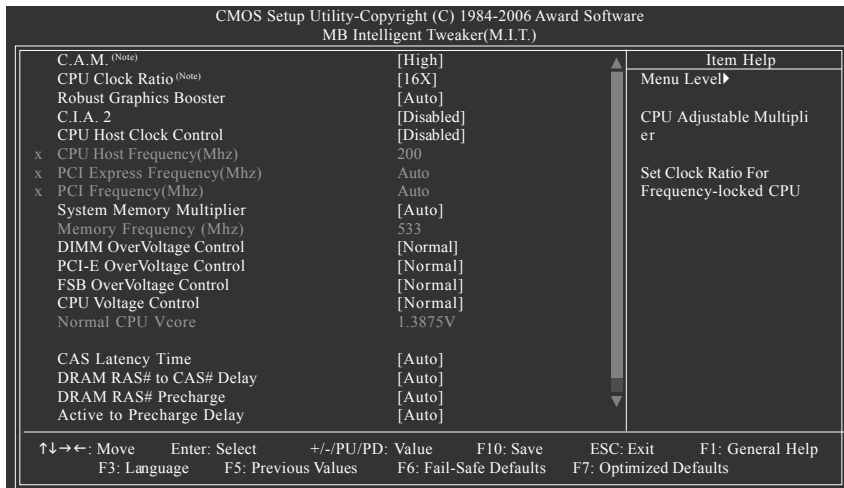 CMOS Setup Utility-Copyright (C) 1984-2006 Award Software
MB Intelligent Tweaker(M.I.T.)
C.A.M. (Note) [High]
CPU Clock Ratio (Note) [16X]
Robust Graphics Booster [Auto]
C.I.A. 2 [Disabled]
CPU Host Clock Control [Disabled]
x CPU Host Frequency(Mhz) 200
x PCI Express Frequency(Mhz) Auto
x PCI Frequency(Mhz) Auto
System Memory Multiplier [Auto]
Memory Frequency (Mhz) 533
DIMM OverVoltage Control [Normal]
PCI-E OverVoltage Control [Normal]
FSB OverVoltage Control [Normal]
CPU Voltage Control [Normal]
Normal CPU Vcore 1.3875V
CAS Latency Time [Auto]
DRAM RAS# to CAS# Delay [Auto]
DRAM RAS# Precharge [Auto]
Active to Precharge Delay [Auto]
Item Help
Menu Level▶
CPU Adjustable Multipli
er
Set Clock Ratio For
Frequency-locked CPU
↑↓→←: Move Enter: Select +/-/PU/PD: Value F10: Save ESC: Exit F1: General Help
F3: Language F5: Previous Values F6: Fail-Safe Defaults F7: Optimized Defaults